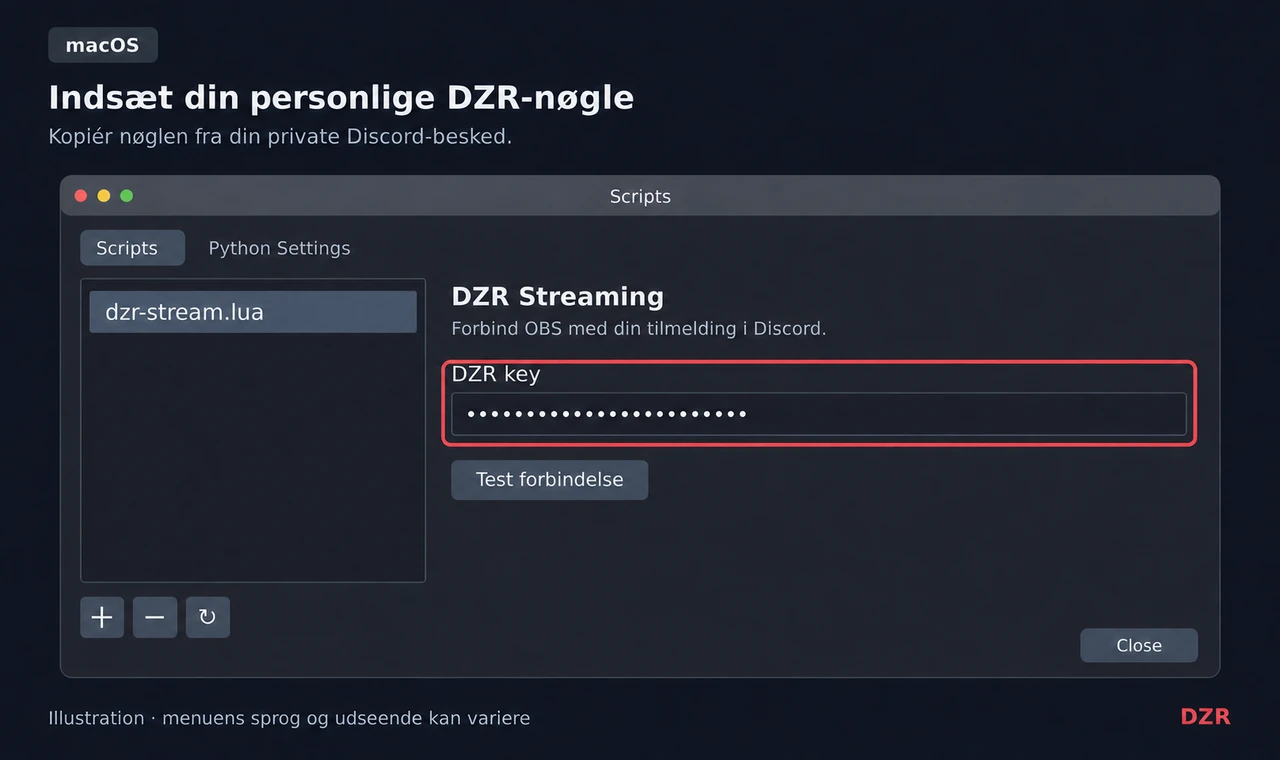 macOS
Indsæt din personlige DZR-nøgle
Kopiér nøglen fra din private Discord-besked.
Scripts
Scripts
Python Settings
dzr-stream.lua
DZR Streaming
Forbind OBS med din tilmelding i Discord.
DZR key
••••••••••••••••••••••••
Test forbindelse
+ − ↻
Close
Illustration · menuens sprog og udseende kan variere
DZR